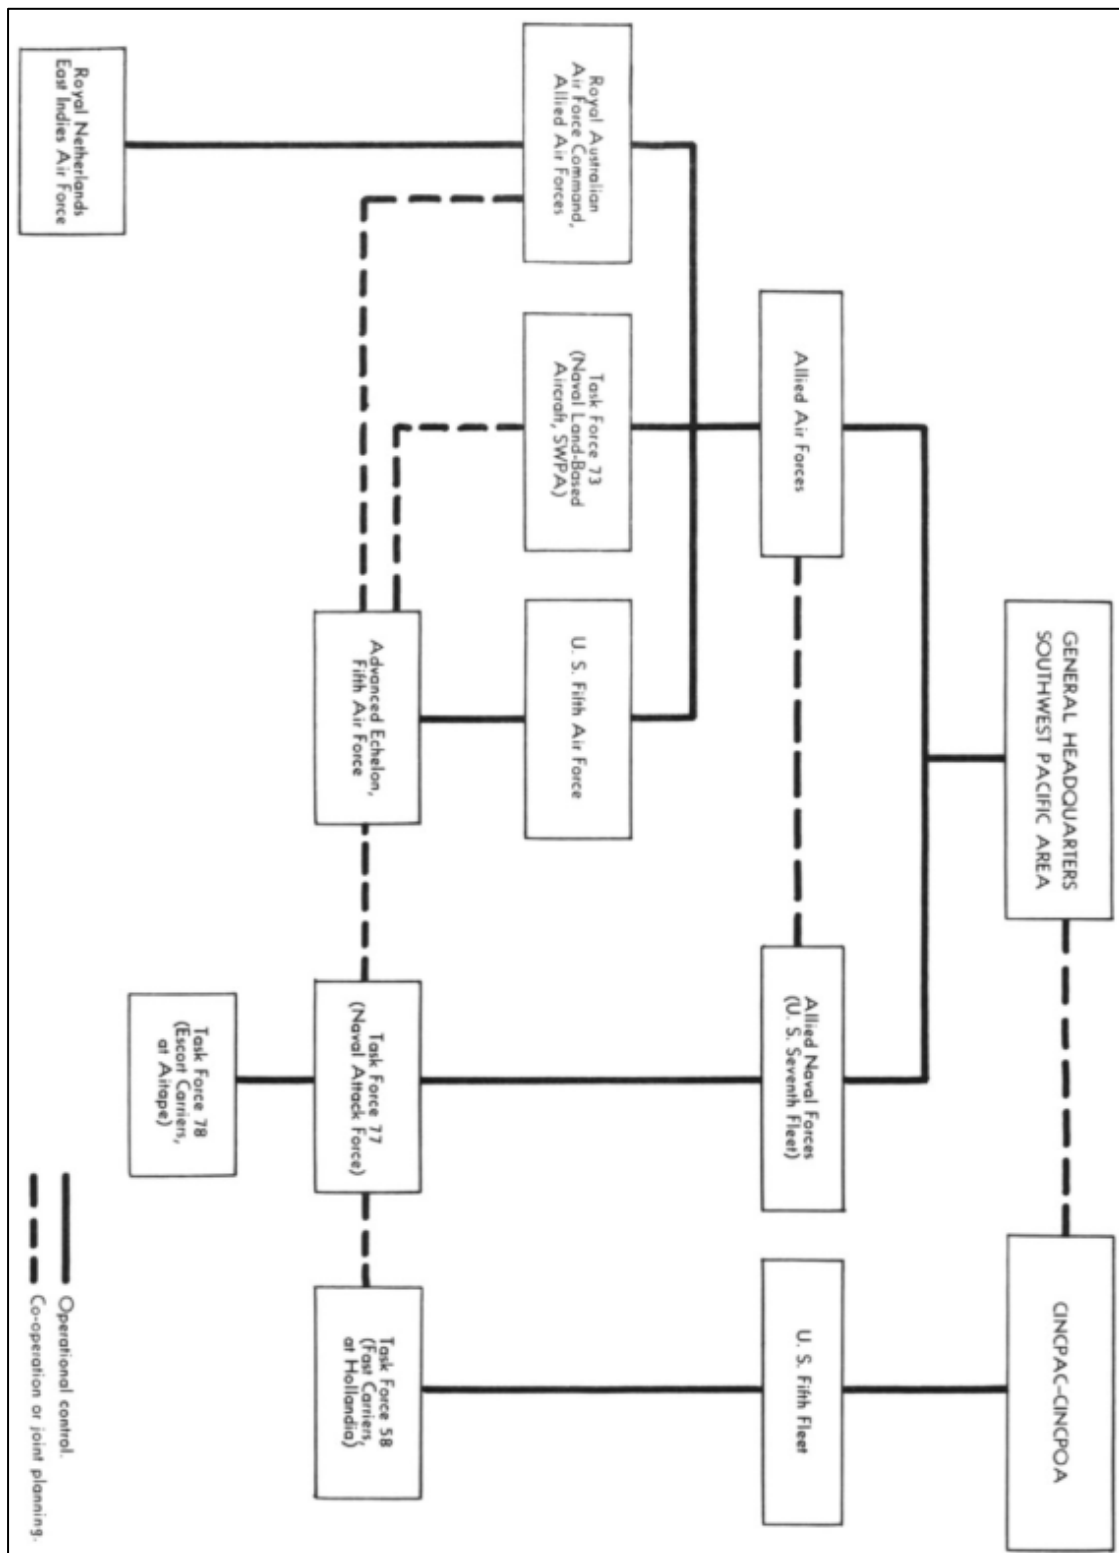 GENERAL HEADQUARTERS
SOUTHWEST PACIFIC AREA
CINCPAC-CINCPOA
Allied Air Forces
Allied Naval Forces
(U. S. Seventh Fleet)
U. S. Fifth Fleet
Royal Australian
Air Force Command,
Allied Air Forces
Task Force 73
(Naval Land-Based
Aircraft, SWPA)
U. S. Fifth Air Force
Advanced Echelon,
Fifth Air Force
Task Force 77
(Naval Attack Force)
Task Force 58
(Fast Carriers,
at Hollandia)
Royal Netherlands
East Indies Air Force
Task Force 78
(Escort Carriers,
at Aitape)
Operational control.
Co-operation or joint planning.